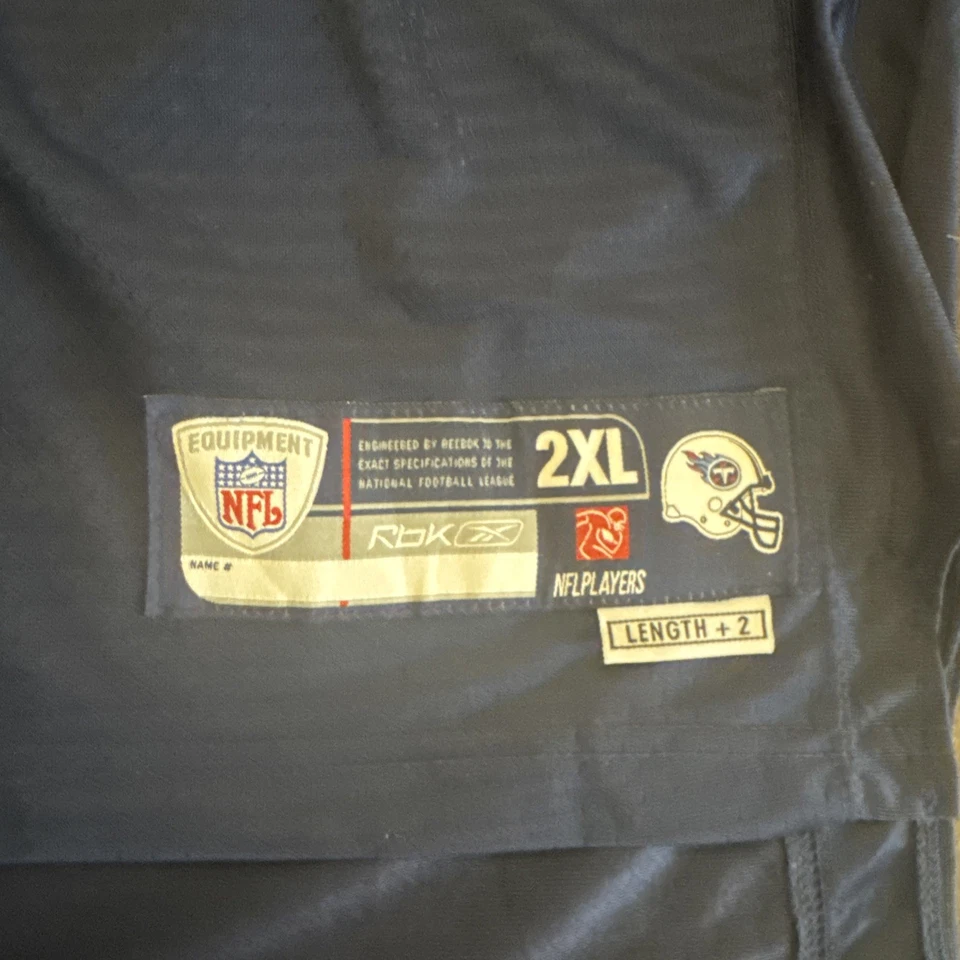 EQUIPMENT
NFL
ENGINEERED BY REEBOK TO THE
EXACT SPECIFICATIONS OF THE
NATIONAL FOOTBALL LEAGUE
2XL
RbK
NAME #
NFLPLAYERS
T
LENGTH + 2